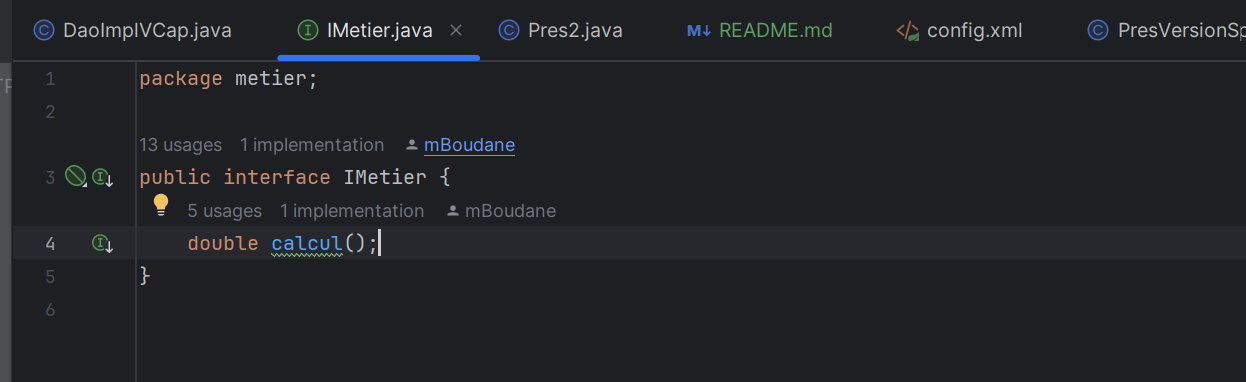 DaoImplVCap.java IMetier.java Pres2.java README.md config.xml PresVersionSp
1 package metier;
2
13 usages 1 implementation mBoudane
3 public interface IMetier {
5 usages 1 implementation mBoudane
4 double calcul();
5 }
6